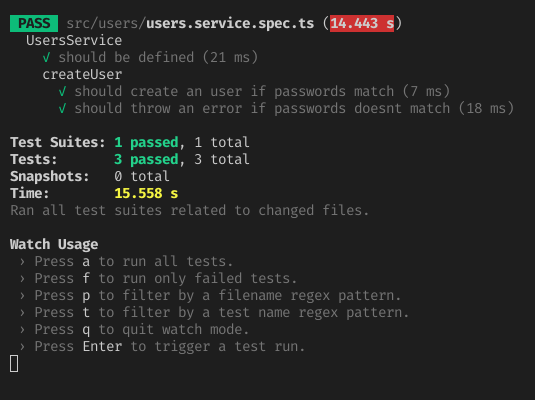 PASS src/users/users.service.spec.ts (14.443 s)
UsersService
√ should be defined (21 ms)
createUser
√ should create an user if passwords match (7 ms)
√ should throw an error if passwords doesnt match (18 ms)
Test Suites: 1 passed, 1 total
Tests: 3 passed, 3 total
Snapshots: 0 total
Time: 15.558 s
Ran all test suites related to changed files.
Watch Usage
› Press a to run all tests.
› Press f to run only failed tests.
› Press p to filter by a filename regex pattern.
› Press t to filter by a test name regex pattern.
› Press q to quit watch mode.
› Press Enter to trigger a test run.